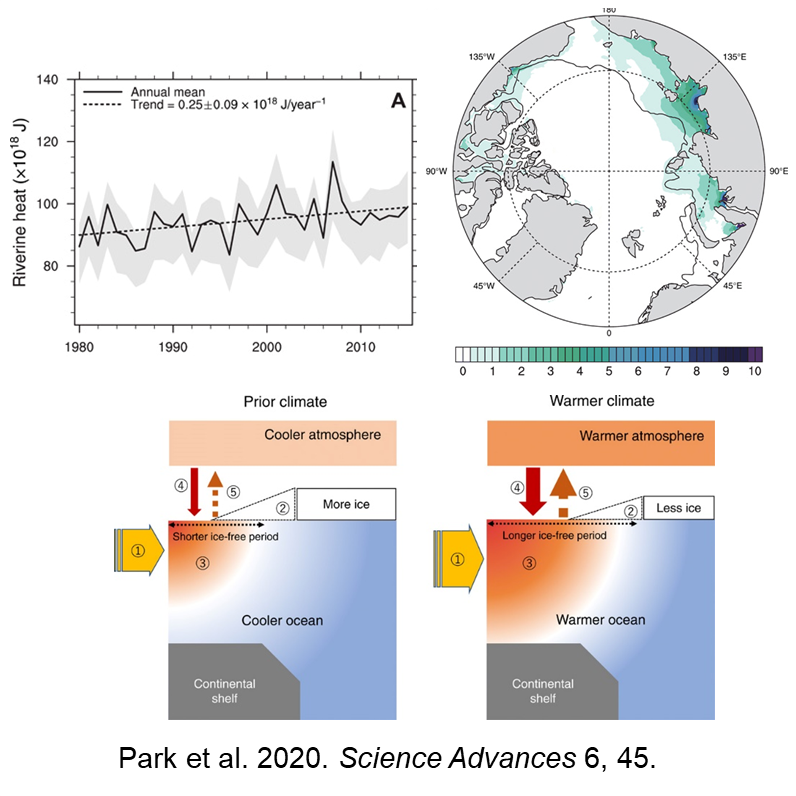 140
120
100
80
Riverine heat (×10¹⁸ J)
Annual mean
Trend = 0.25±0.09 × 10¹⁸ J/year⁻¹
A
1980 1990 2000 2010
180
135°W 135°E
90°W 90°E
45°W 45°E
0
0 1 2 3 4 5 6 7 8 9 10
Prior climate
Cooler atmosphere
④ ⑤
② More ice
Shorter ice-free period
① ③
Cooler ocean
Continental
shelf
Warmer climate
Warmer atmosphere
④ ⑤
② Less ice
Longer ice-free period
① ③
Warmer ocean
Continental
shelf
Park et al. 2020. Science Advances 6, 45.